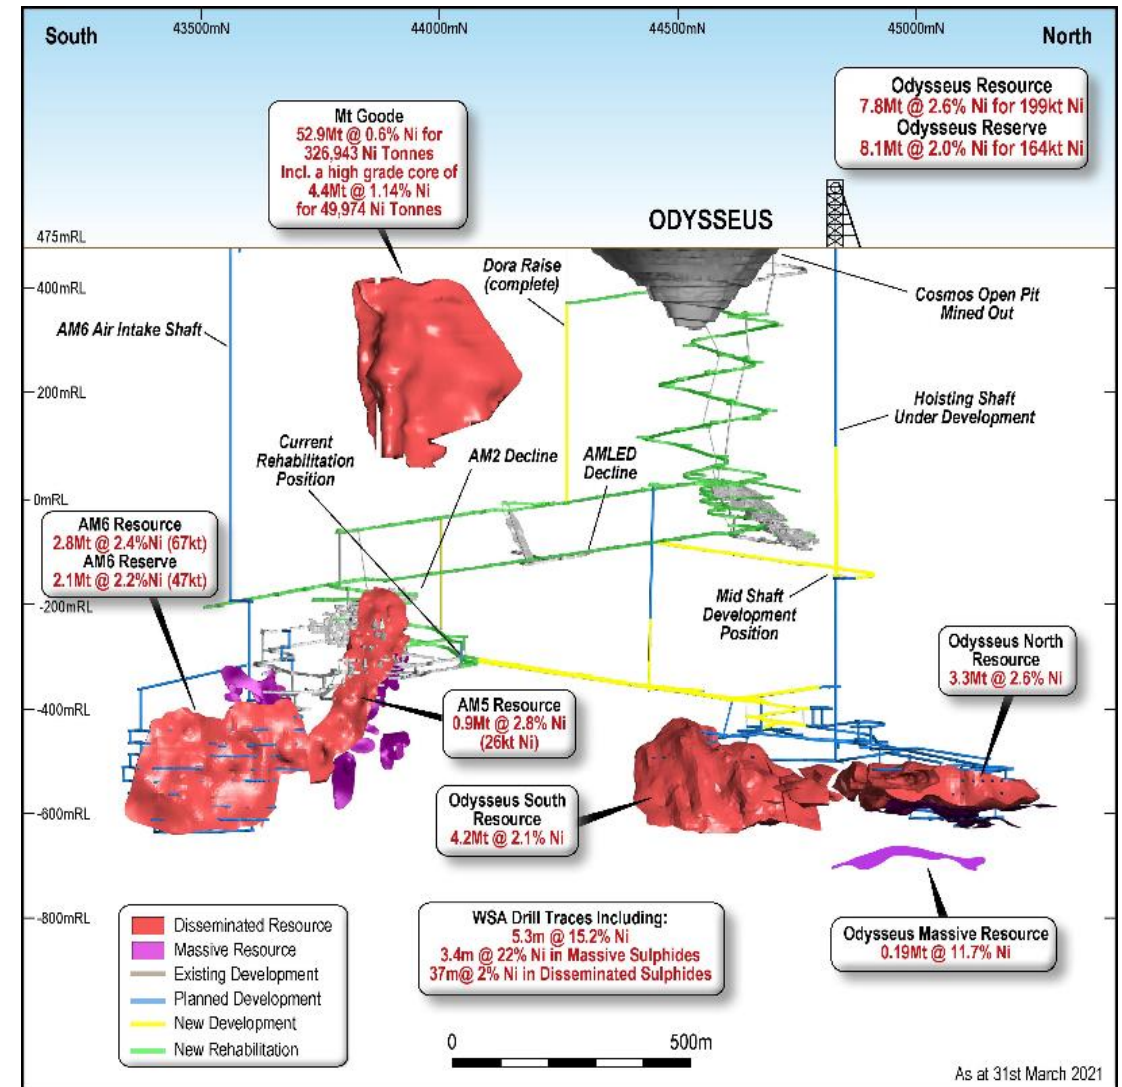 South
43500mN
44000mN
44500mN
45000mN
North
Odysseus Resource
7.8Mt @ 2.6% Ni for 199kt Ni
Odysseus Reserve
8.1Mt @ 2.0% Ni for 164kt Ni
Mt Goode
52.9Mt @ 0.6% Ni for
326,943 Ni Tonnes
Incl. a high grade core of
4.4Mt @ 1.14% Ni
for 49,974 Ni Tonnes
ODYSSEUS
475mRL
Dora Raise
(complete)
400mRL
Cosmos Open Pit
Mined Out
AM6 Air Intake Shaft
200mRL
Hoisting Shaft
Under Development
Current
Rehabilitation
Position
AM2 Decline
AMLED
Decline
0mRL
AM6 Resource
2.8Mt @ 2.4%Ni (67kt)
AM6 Reserve
2.1Mt @ 2.2%Ni (47kt)
-200mRL
Mid Shaft
Development
Position
Odysseus North
Resource
3.3Mt @ 2.6% Ni
-400mRL
AM5 Resource
0.9Mt @ 2.8% Ni
(26kt Ni)
Odysseus South
Resource
4.2Mt @ 2.1% Ni
-600mRL
-800mRL
Disseminated Resource
Massive Resource
Existing Development
Planned Development
New Development
New Rehabilitation
WSA Drill Traces Including:
5.3m @ 15.2% Ni
3.4m @ 22% Ni in Massive Sulphides
37m@ 2% Ni in Disseminated Sulphides
Odysseus Massive Resource
0.19Mt @ 11.7% Ni
0
500m
As at 31st March 2021